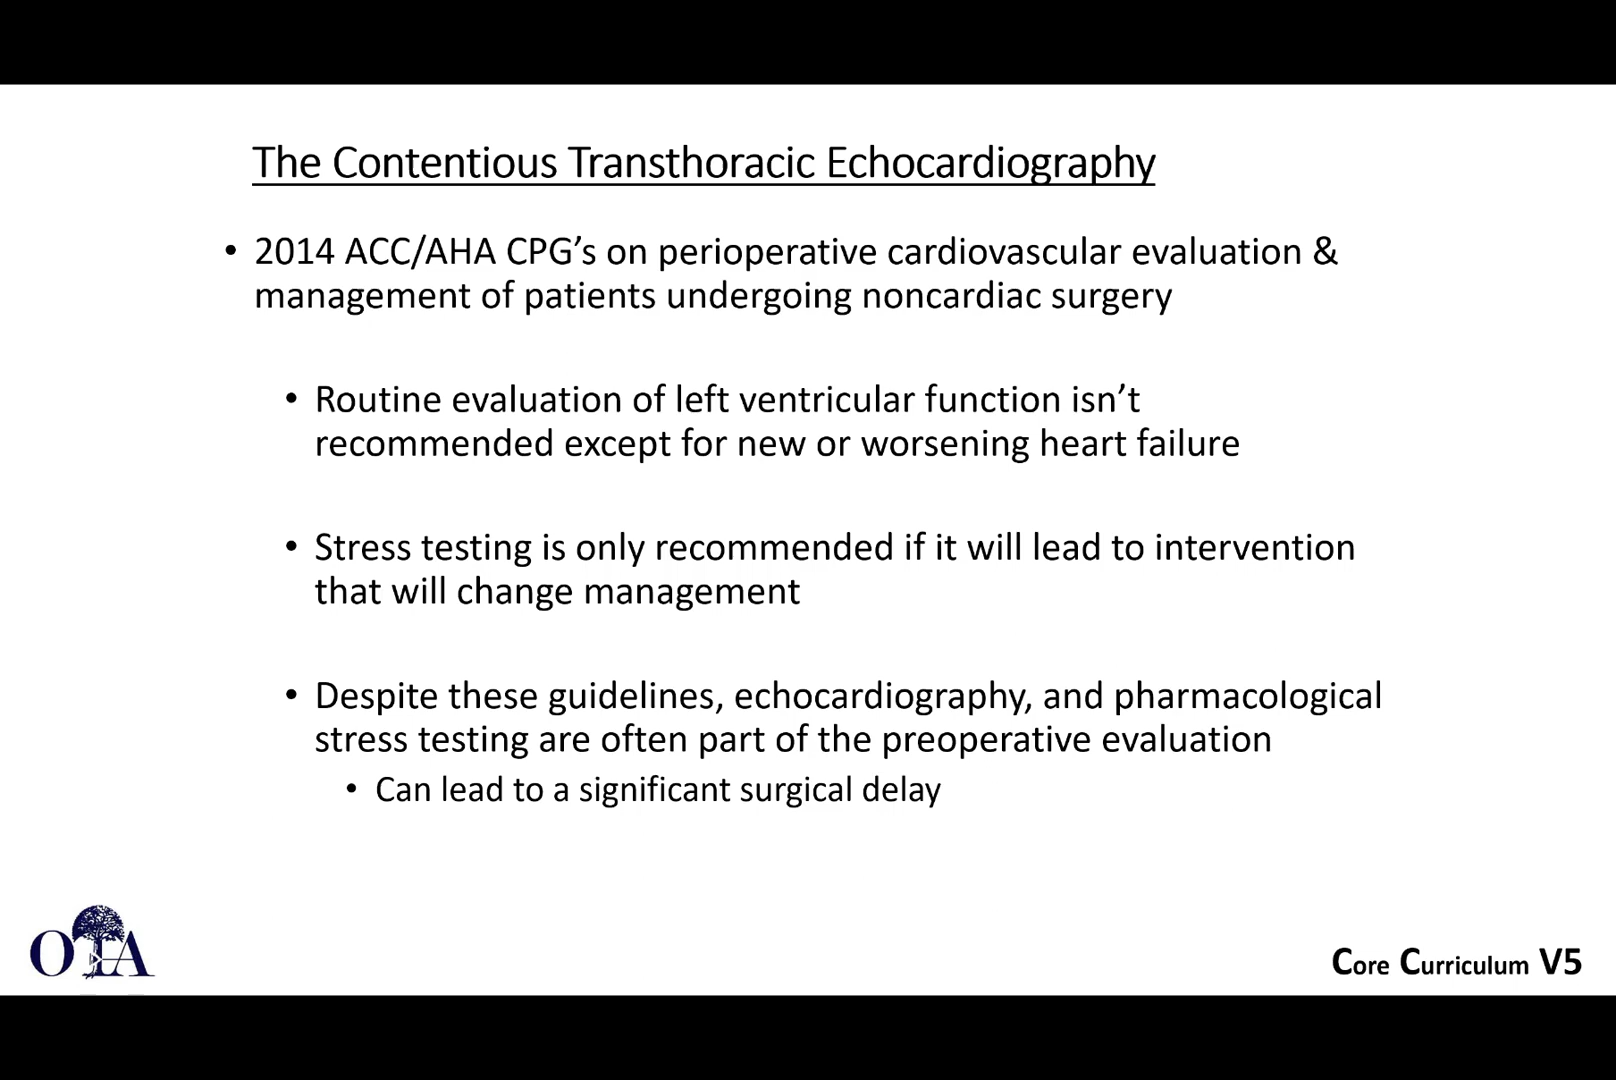 The Contentious Transthoracic Echocardiography
• 2014 ACC/AHA CPG’s on perioperative cardiovascular evaluation &
management of patients undergoing noncardiac surgery
• Routine evaluation of left ventricular function isn’t
recommended except for new or worsening heart failure
• Stress testing is only recommended if it will lead to intervention
that will change management
• Despite these guidelines, echocardiography, and pharmacological
stress testing are often part of the preoperative evaluation
• Can lead to a significant surgical delay
OTA
Core Curriculum V5